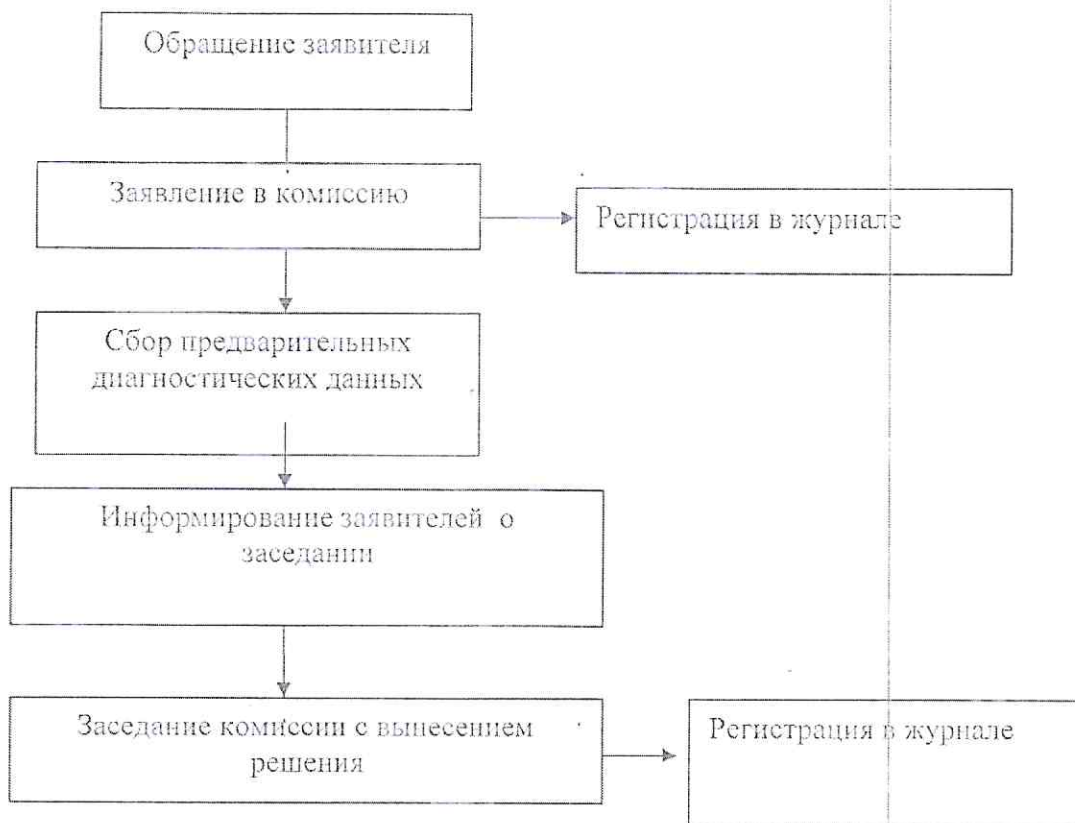 Обращение заявителя
Заявление в комиссию
Регистрация в журнале
Сбор предварительных
диагностических данных
Информирование заявителей о
заседании
Заседание комиссии с вынесением
решения
Регистрация в журнале